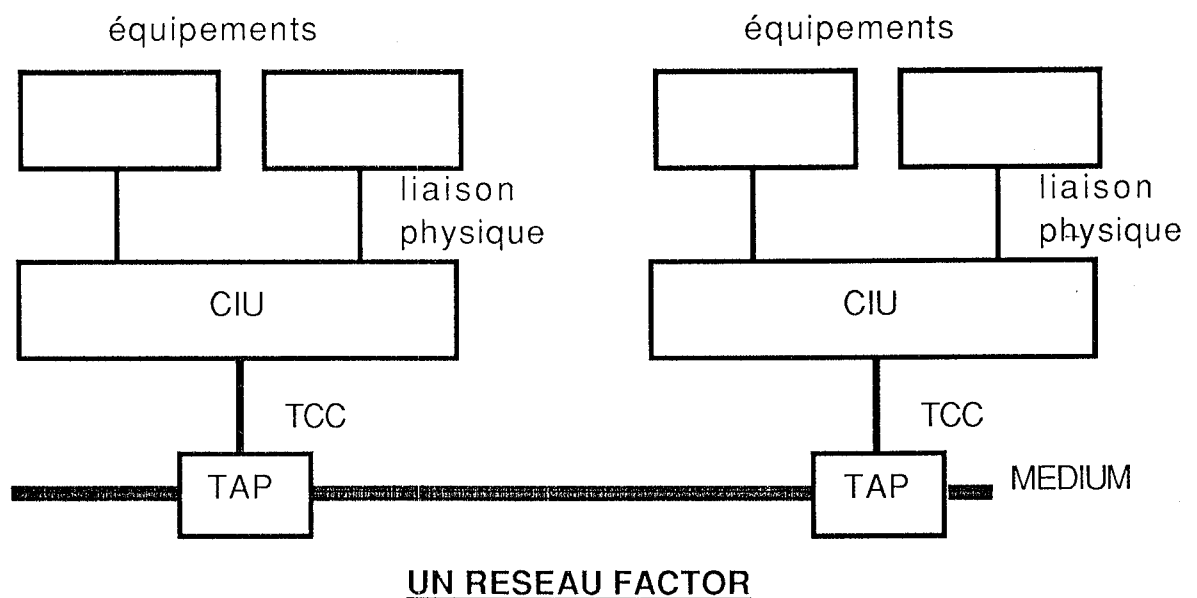 équipements
équipements
liaison
physique
liaison
physique
CIU
CIU
TCC
TCC
TAP
TAP
MEDIUM
UN RESEAU FACTOR